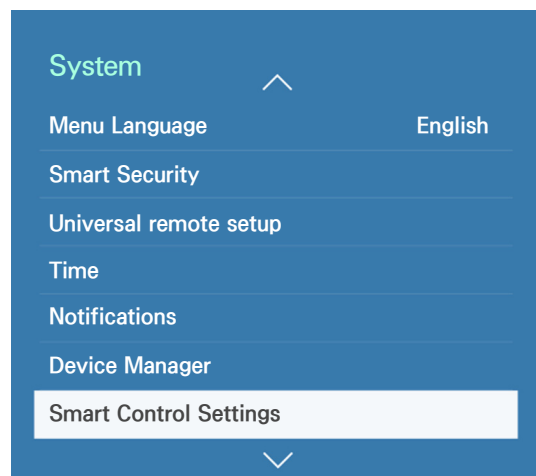 System
Menu Language English
Smart Security
Universal remote setup
Time
Notifications
Device Manager
Smart Control Settings